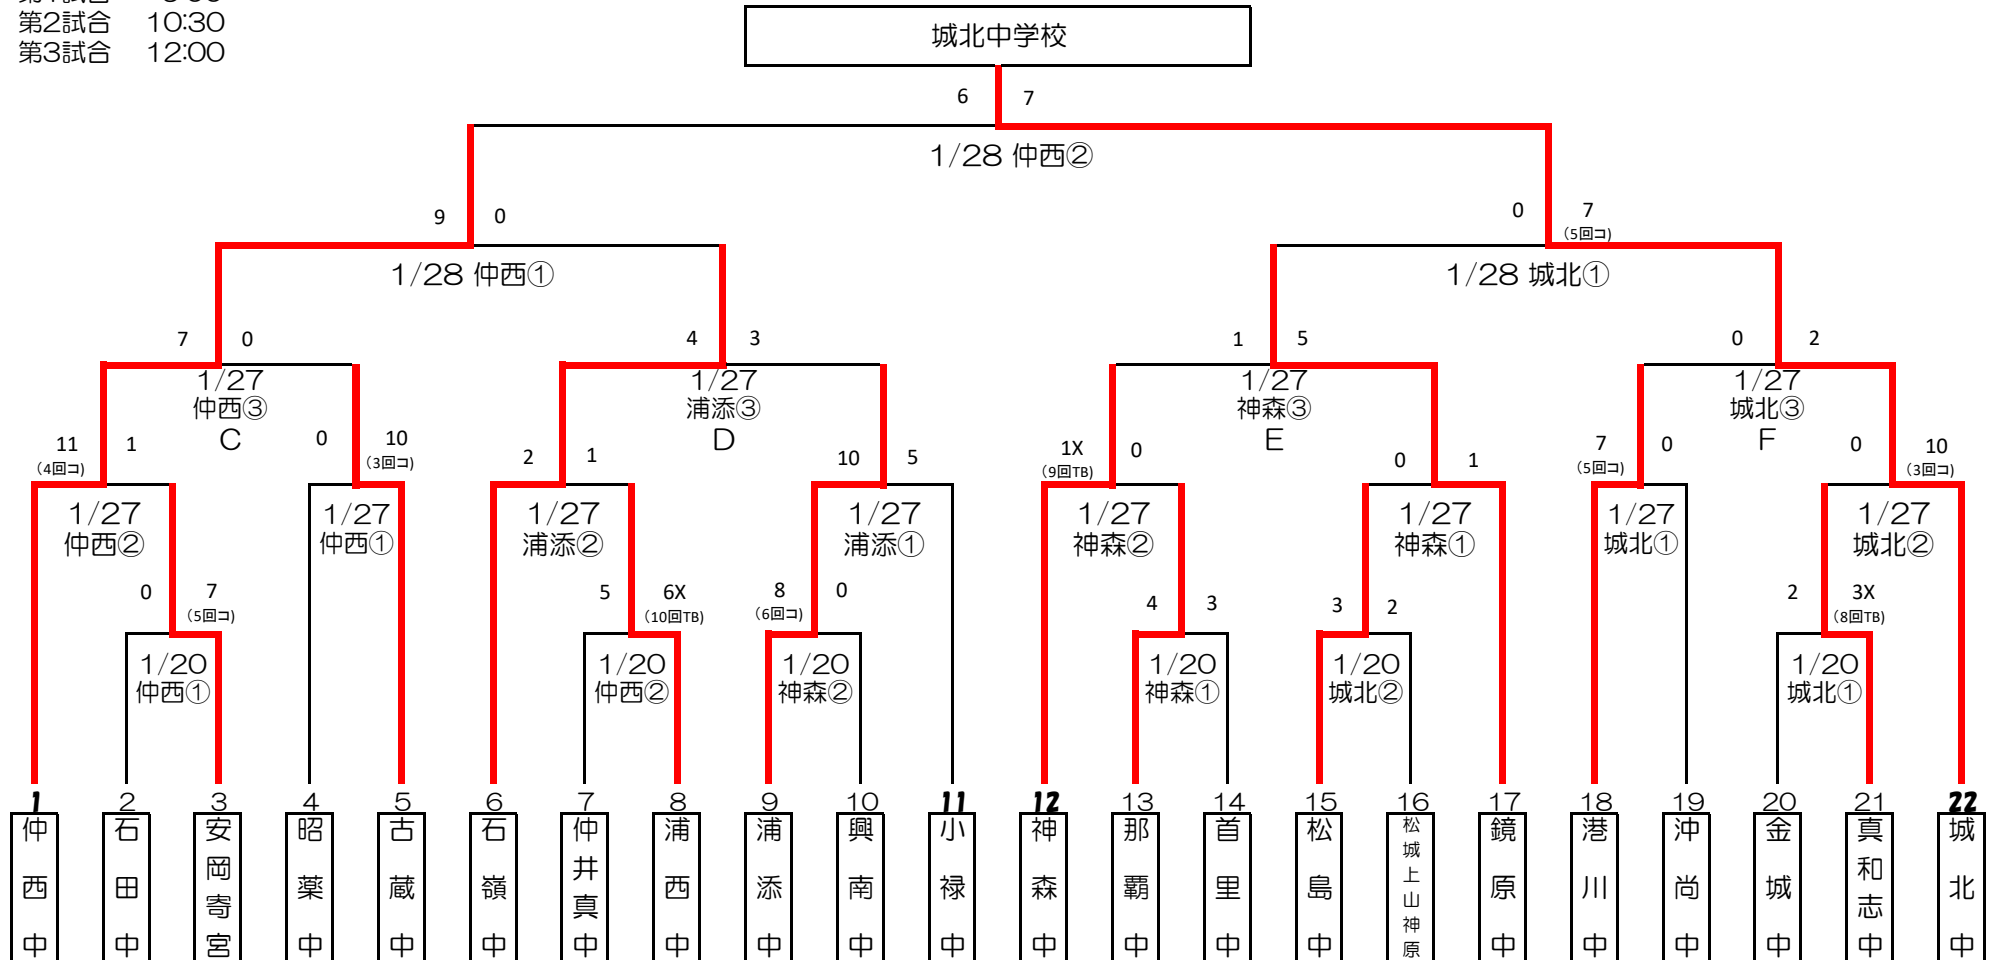 第2試合 10:30
第3試合 12:00
城北中学校
6 7
1/28 仲西②
9 0
0 7
(5回コ)
1/28 仲西①
1/28 城北①
7 0
4 3
1 5
0 2
1/27
仲西③
C
1/27
浦添③
D
1/27
神森③
E
1/27
城北③
F
11 1
(4回コ)
0 10
(3回コ)
2 1
10 5
1X 0
(9回TB)
0 1
7 0
(5回コ)
0 10
(3回コ)
1/27
仲西②
1/27
仲西①
1/27
浦添②
1/27
浦添①
1/27
神森②
1/27
神森①
1/27
城北①
1/27
城北②
0 7
(5回コ)
5 6X
(10回TB)
8 0
(6回コ)
4 3
3 2
2 3X
(8回TB)
1/20
仲西①
1/20
仲西②
1/20
神森②
1/20
神森①
1/20
城北②
1/20
城北①
1 2 3 4 5 6 7 8 9 10 11 12 13 14 15 16 17 18 19 20 21 22
仲西中
石田中
安岡寄宮
昭薬中
古蔵中
石嶺中
仲井真中
浦西中
浦添中
興南中
小禄中
神森中
那覇中
首里中
松島中
松城上山神原
鏡原中
港川中
沖尚中
金城中
真和志中
城北中